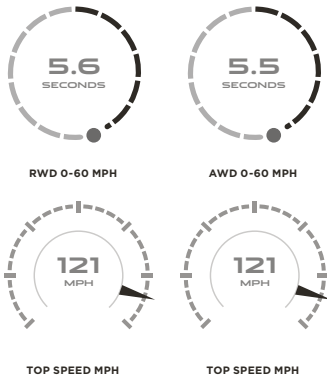 5.6
SECONDS
5.5
SECONDS
RWD 0-60 MPH
AWD 0-60 MPH
121
MPH
121
MPH
TOP SPEED MPH
TOP SPEED MPH